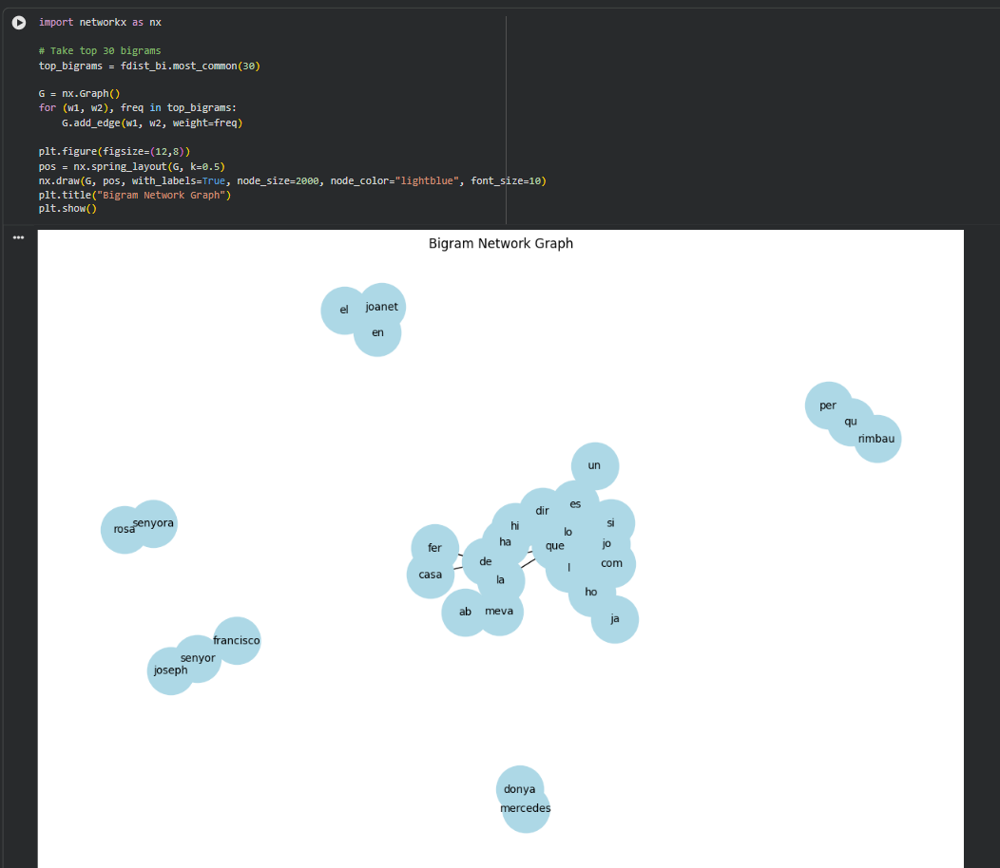 import networkx as nx
# Take top 30 bigrams
top_bigrams = fdist_bi.most_common(30)
G = nx.Graph()
for (w1, w2), freq in top_bigrams:
    G.add_edge(w1, w2, weight=freq)
plt.figure(figsize=(12,8))
pos = nx.spring_layout(G, k=0.5)
nx.draw(G, pos, with_labels=True, node_size=2000, node_color="lightblue", font_size=10)
plt.title("Bigram Network Graph")
plt.show()
Bigram Network Graph
el
joanet
en
per
qu
rimbau
un
es
dir
si
hi
lo
rosa
senyora
ha
que
jo
fer
de
com
casa
la
l
ho
ab
meva
ja
francisco
senyor
joseph
donya
mercedes